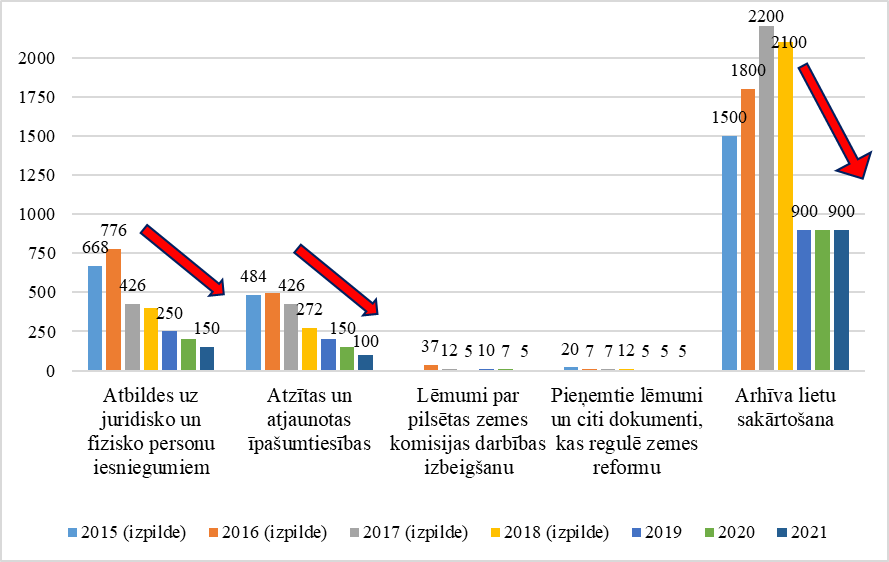 2000
1750
1500
1250
1000
750
500
250
0
668
776
426
250
150
484
426
272
150
100
37
12
5
10
7
5
20
7
7
12
5
5
5
1500
1800
2200
2100
900
900
Atbildes uz
juridisko un
fizisko personu
iesniegumiem
Atzītas un
atjaunotas
īpašumtiesības
Lēmumi par
pilsētas zemes
komisijas darbības
izbeigšanu
Pieņemtie lēmumi
un citi dokumenti,
kas regulē zemes
reformu
Arhīva lietu
sakārtošana
2015 (izpilde) 2016 (izpilde) 2017 (izpilde) 2018 (izpilde) 2019 2020 2021